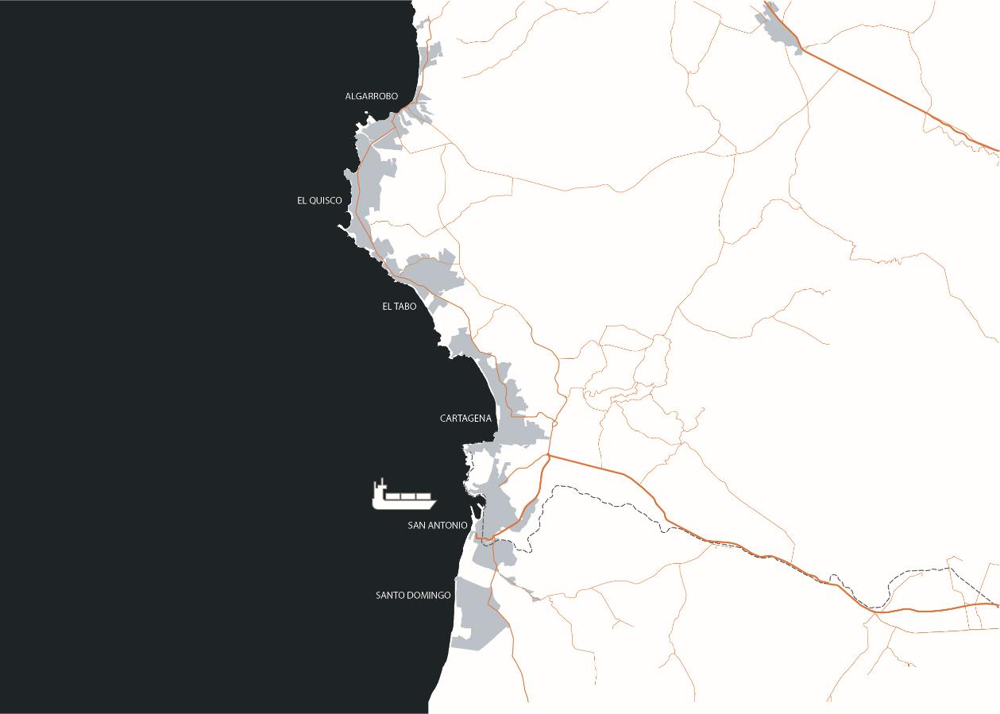 ALGARROBO
EL QUISCO
EL TABO
CARTAGENA
SAN ANTONIO
SANTO DOMINGO